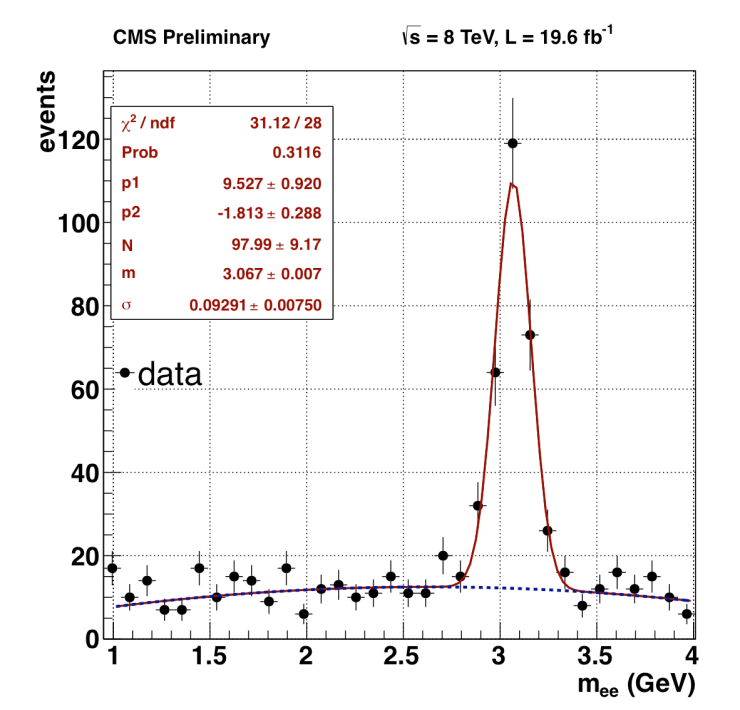 CMS Preliminary √s = 8 TeV, L = 19.6 fb⁻¹
events
χ² / ndf 31.12 / 28
Prob 0.3116
p1 9.527 ± 0.920
p2 -1.813 ± 0.288
N 97.99 ± 9.17
m 3.067 ± 0.007
σ 0.09291 ± 0.00750
data
120
100
80
60
40
20
0
1 1.5 2 2.5 3 3.5 4
mₑₑ (GeV)